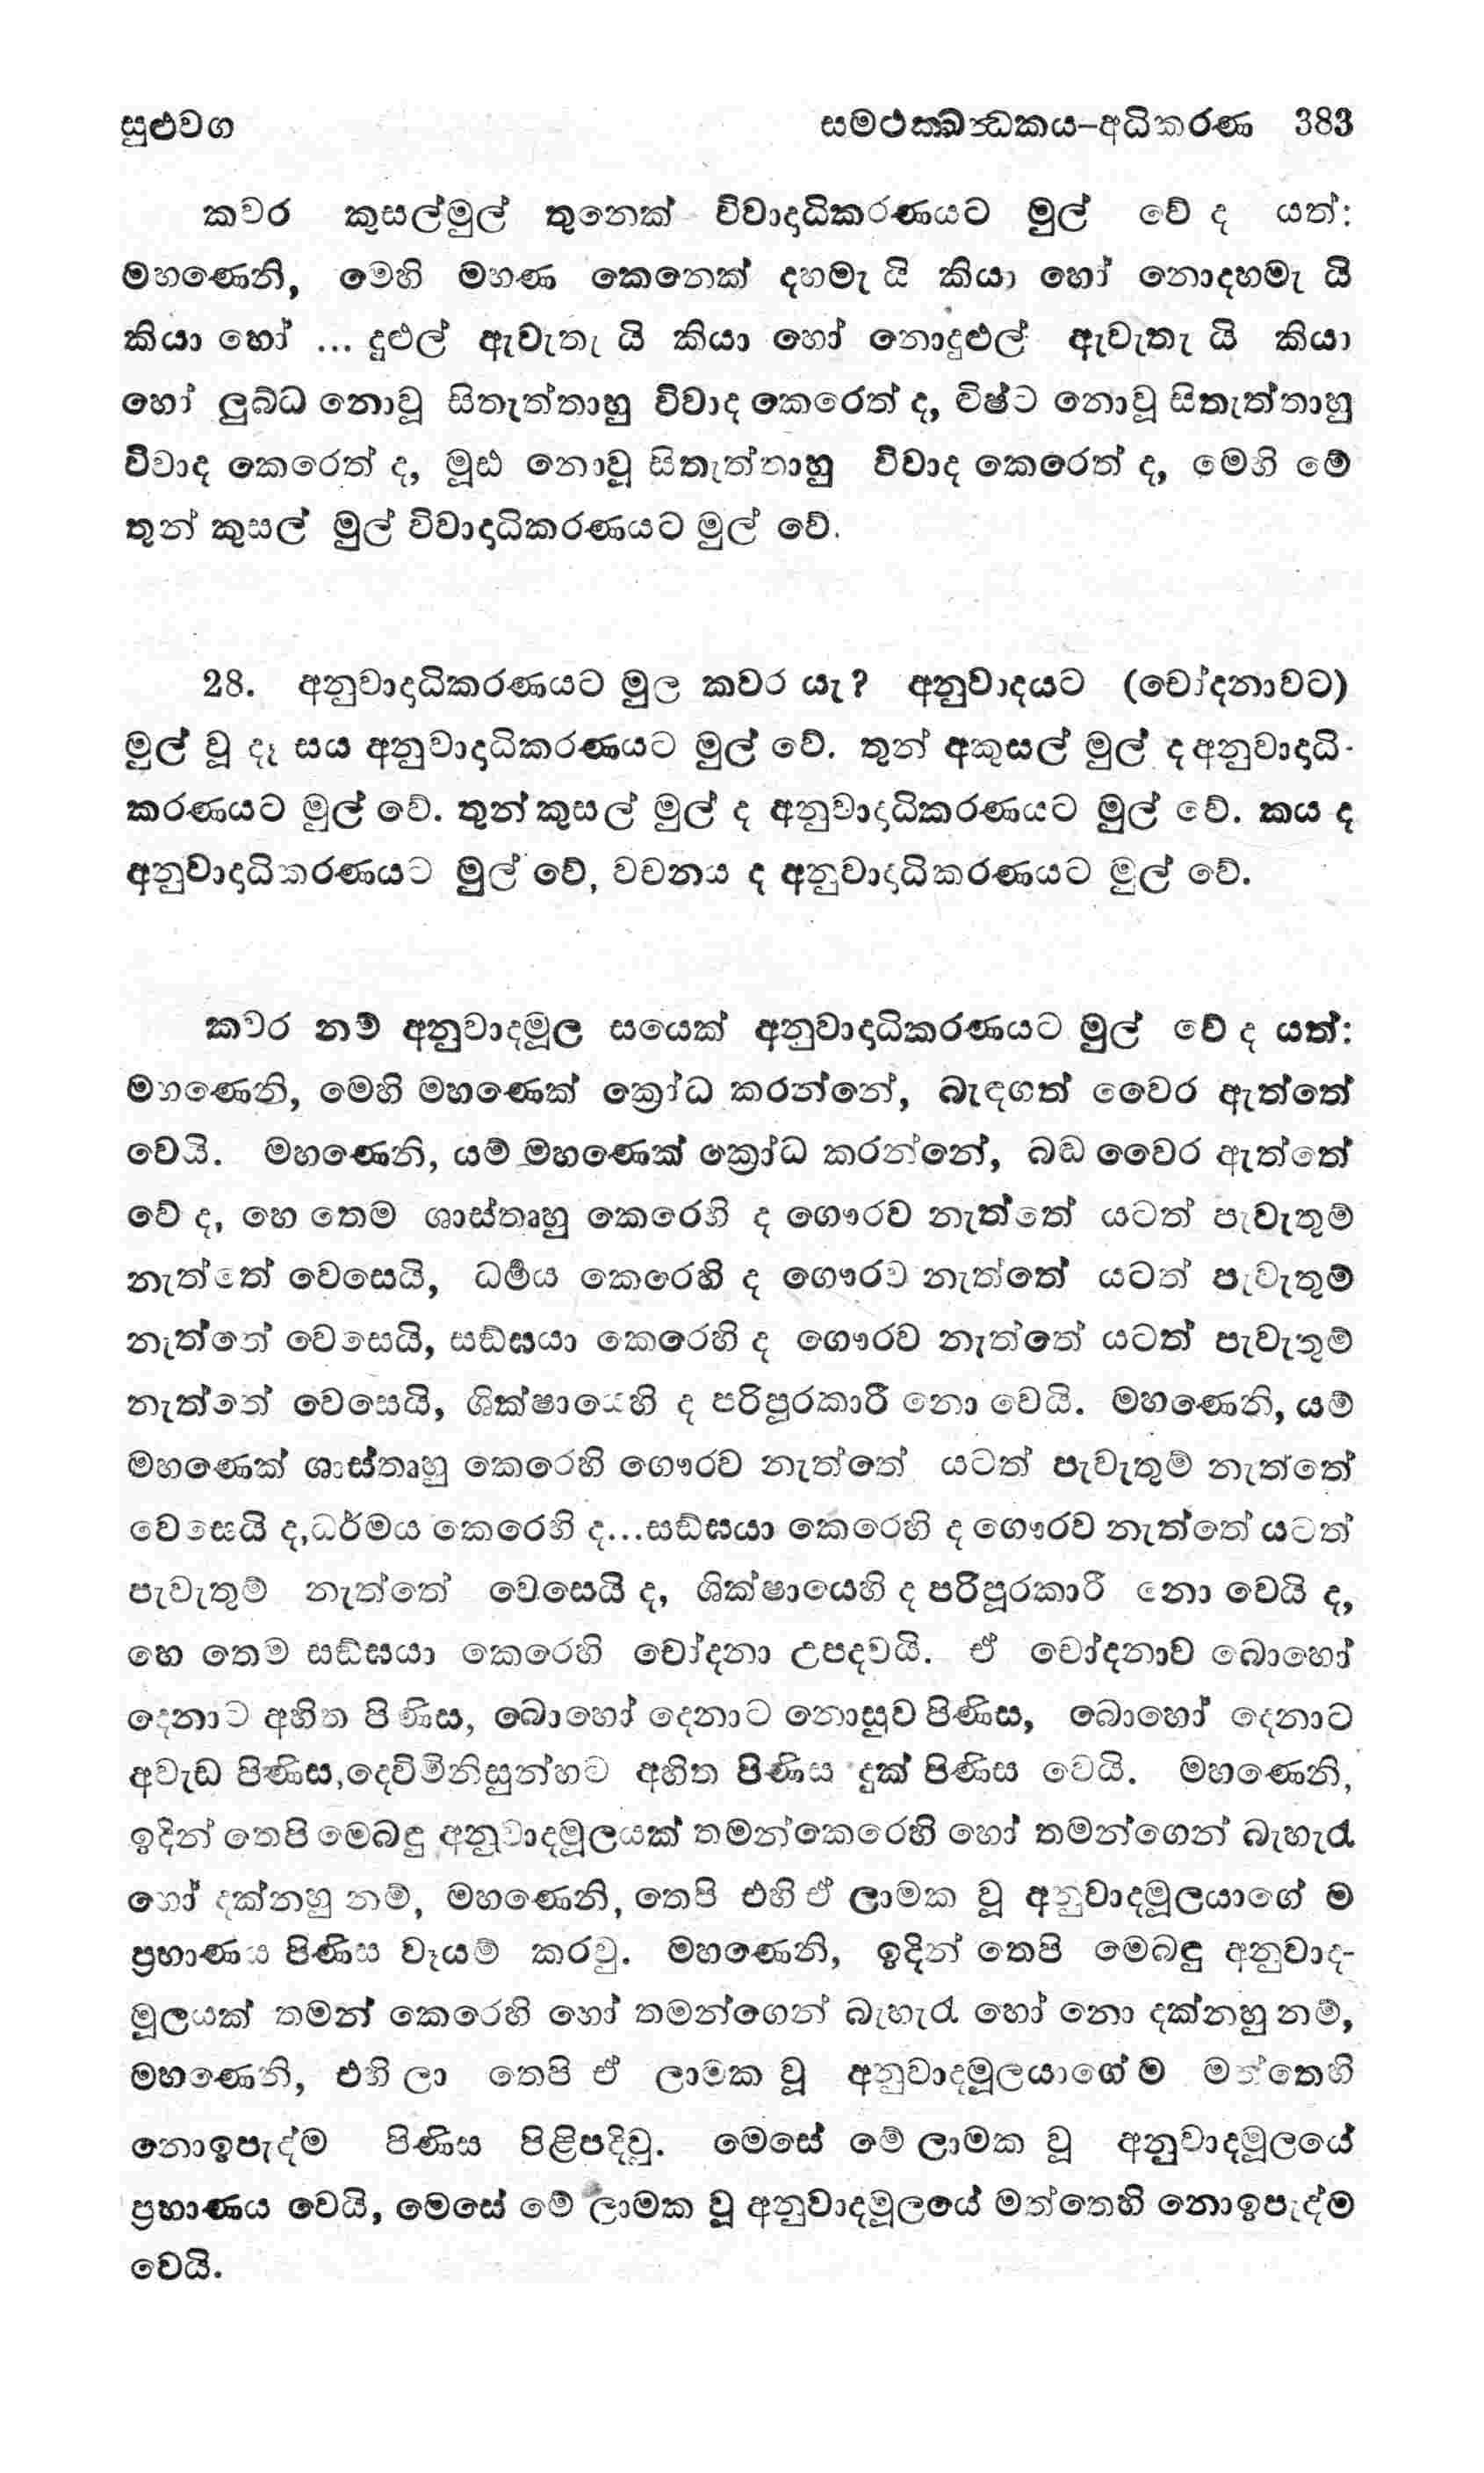 සුළුවග සමථක්ඛන්ධකය-අධිකරණ 383
කවර කුසල්මුල් තුනෙක් විවාදාධිකරණයට මුල් වේ ද යත්:
මහණෙනි, මෙහි මහණ කෙනෙක් දහමැ යි කියා හෝ නොදහමැ යි
කියා හෝ ... දුළුල් ඇවැතැ යි කියා හෝ නොදුළුල් ඇවැතැ යි කියා
හෝ ලුබ්ධ නොවූ සිතැත්තාහු විවාද කෙරෙත් ද, ද්විෂ්ට නොවූ සිතැත්තාහු
විවාද කෙරෙත් ද, මූඪ නොවූ සිතැත්තාහු විවාද කෙරෙත් ද, මෙහි මේ
තුන් කුසල් මුල් විවාදාධිකරණයට මුල් වේ.
28. අනුවාදාධිකරණයට මුල කවර යැ? අනුවාදයට (චෝදනාවට)
මුල් වූ දෑ සය අනුවාදාධිකරණයට මුල් වේ. තුන් අකුසල් මුල් ද අනුවාදාධි-
කරණයට මුල් වේ. තුන් කුසල් මුල් ද අනුවාදාධිකරණයට මුල් වේ. කය ද
අනුවාදාධිකරණයට මුල් වේ, වචනය ද අනුවාදාධිකරණයට මුල් වේ.
කවර නම් අනුවාදමූල සයෙක් අනුවාදාධිකරණයට මුල් වේ ද යත්:
මහණෙනි, මෙහි මහණෙක් ක්‍රෝධ කරන්නේ, බැඳගත් වෛර ඇත්තේ
වෙයි. මහණෙනි, යම් මහණෙක් ක්‍රෝධ කරන්නේ, බද්ධ වෛර ඇත්තේ
වේ ද, හෙ තෙම ශාස්තෘහු කෙරෙහි ද ගෞරව නැත්තේ යටත් පැවැතුම්
නැත්තේ වෙසෙයි, ධර්‍මය කෙරෙහි ද ගෞරව නැත්තේ යටත් පැවැතුම්
නැත්තේ වෙසෙයි, සඞ්ඝයා කෙරෙහි ද ගෞරව නැත්තේ යටත් පැවැතුම්
නැත්තේ වෙසෙයි, ශික්ෂායෙහි ද පරිපූරකාරී නො වෙයි. මහණෙනි, යම්
මහණෙක් ශාස්තෘහු කෙරෙහි ගෞරව නැත්තේ යටත් පැවැතුම් නැත්තේ
වෙසෙයි ද,ධර්මය කෙරෙහි ද...සඞ්ඝයා කෙරෙහි ද ගෞරව නැත්තේ යටත්
පැවැතුම් නැත්තේ වෙසෙයි ද, ශික්ෂායෙහි ද පරිපූරකාරී නො වෙයි ද,
හෙ තෙම සඞ්ඝයා කෙරෙහි චෝදනා උපදවයි. ඒ චෝදනාව බොහෝ
දෙනාට අහිත පිණිස, බොහෝ දෙනාට නොසුව පිණිස, බොහෝ දෙනාට
අවැඩ පිණිස,දෙව්මිනිසුන්හට අහිත පිණිස දුක් පිණිස වෙයි. මහණෙනි,
ඉදින් තෙපි මෙබඳු අනුවාදමූලයක් තමන්කෙරෙහි හෝ තමන්ගෙන් බැහැරැ
හෝ දක්නහු නම්, මහණෙනි, තෙපි එහි ඒ ලාමක වූ අනුවාදමූලයාගේ ම
ප්‍රහාණය පිණිස වෑයම් කරවු. මහණෙනි, ඉදින් තෙපි මෙබඳු අනුවාද-
මූලයක් තමන් කෙරෙහි හෝ තමන්ගෙන් බැහැරැ හෝ නො දක්නහු නම්,
මහණෙනි, එහි ලා තෙපි ඒ ලාමක වූ අනුවාදමූලයාගේ ම මත්තෙහි
නොඉපැද්ම පිණිස පිළිපදිවු. මෙසේ මේ ලාමක වූ අනුවාදමූලයේ
ප්‍රහාණය වෙයි, මෙසේ මේ ලාමක වූ අනුවාදමූලයේ මත්තෙහි නොඉපැද්ම
වෙයි.